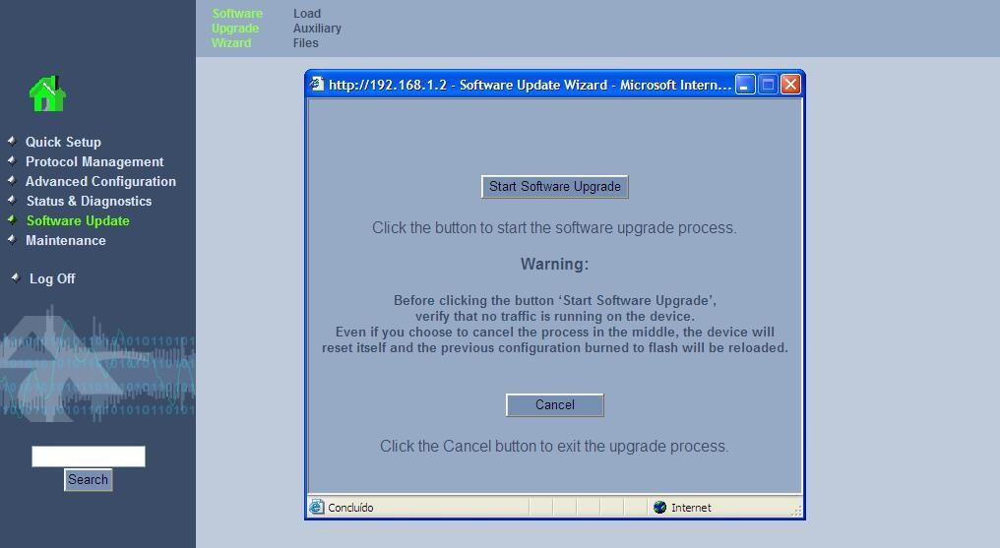 Software
Upgrade
Wizard
Load
Auxiliary
Files
Quick Setup
Protocol Management
Advanced Configuration
Status & Diagnostics
Software Update
Maintenance
Log Off
Search
http://192.168.1.2 - Software Update Wizard - Microsoft Intern...
Start Software Upgrade
Click the button to start the software upgrade process.
Warning:
Before clicking the button ‘Start Software Upgrade’,
verify that no traffic is running on the device.
Even if you choose to cancel the process in the middle, the device will
reset itself and the previous configuration burned to flash will be reloaded.
Cancel
Click the Cancel button to exit the upgrade process.
Concluído
Internet